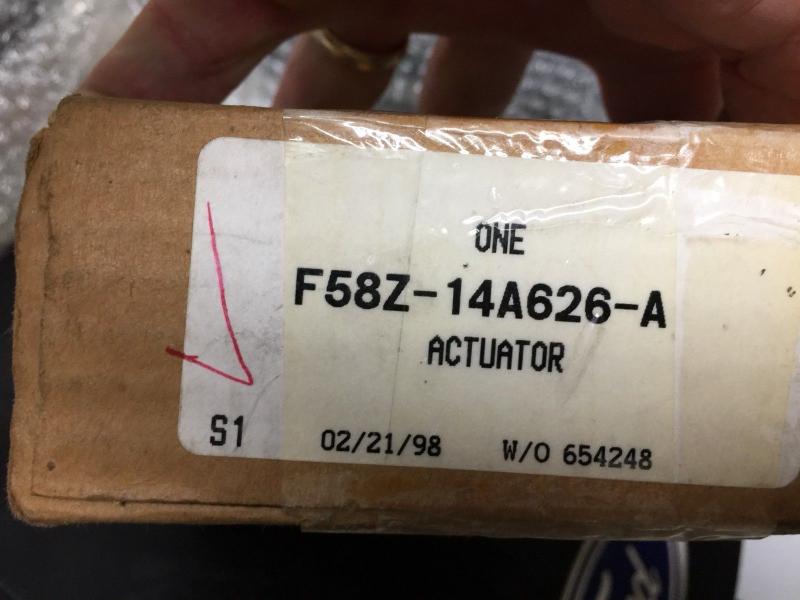 ONE
F58Z-14A626-A
ACTUATOR
S1 02/21/98 W/O 654248